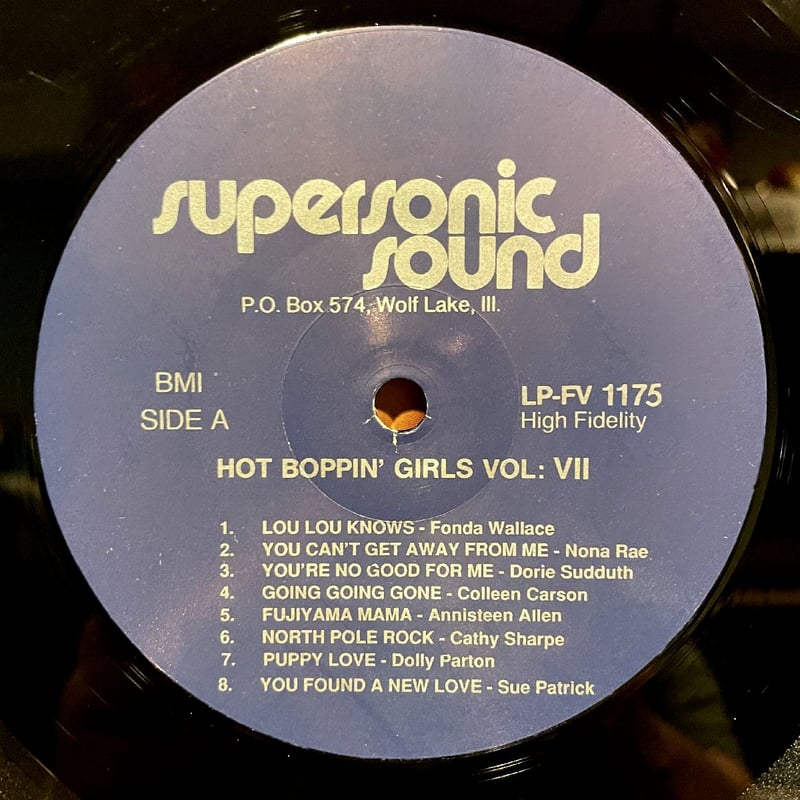 supersonic
sound
P.O. Box 574, Wolf Lake, Ill.
BMI
SIDE A
LP-FV 1175
High Fidelity
HOT BOPPIN' GIRLS VOL: VII
1. LOU LOU KNOWS - Fonda Wallace
2. YOU CAN'T GET AWAY FROM ME - Nona Rae
3. YOU'RE NO GOOD FOR ME - Dorie Sudduth
4. GOING GOING GONE - Colleen Carson
5. FUJIYAMA MAMA - Annisteen Allen
6. NORTH POLE ROCK - Cathy Sharpe
7. PUPPY LOVE - Dolly Parton
8. YOU FOUND A NEW LOVE - Sue Patrick